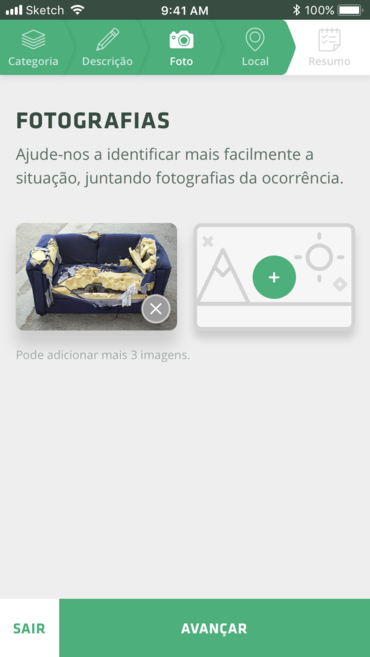 Sketch 9:41 AM 100%
Categoria Descrição Foto Local Resumo
FOTOGRAFIAS
Ajude-nos a identificar mais facilmente a
situação, juntando fotografias da ocorrência.
Pode adicionar mais 3 imagens.
SAIR AVANÇAR